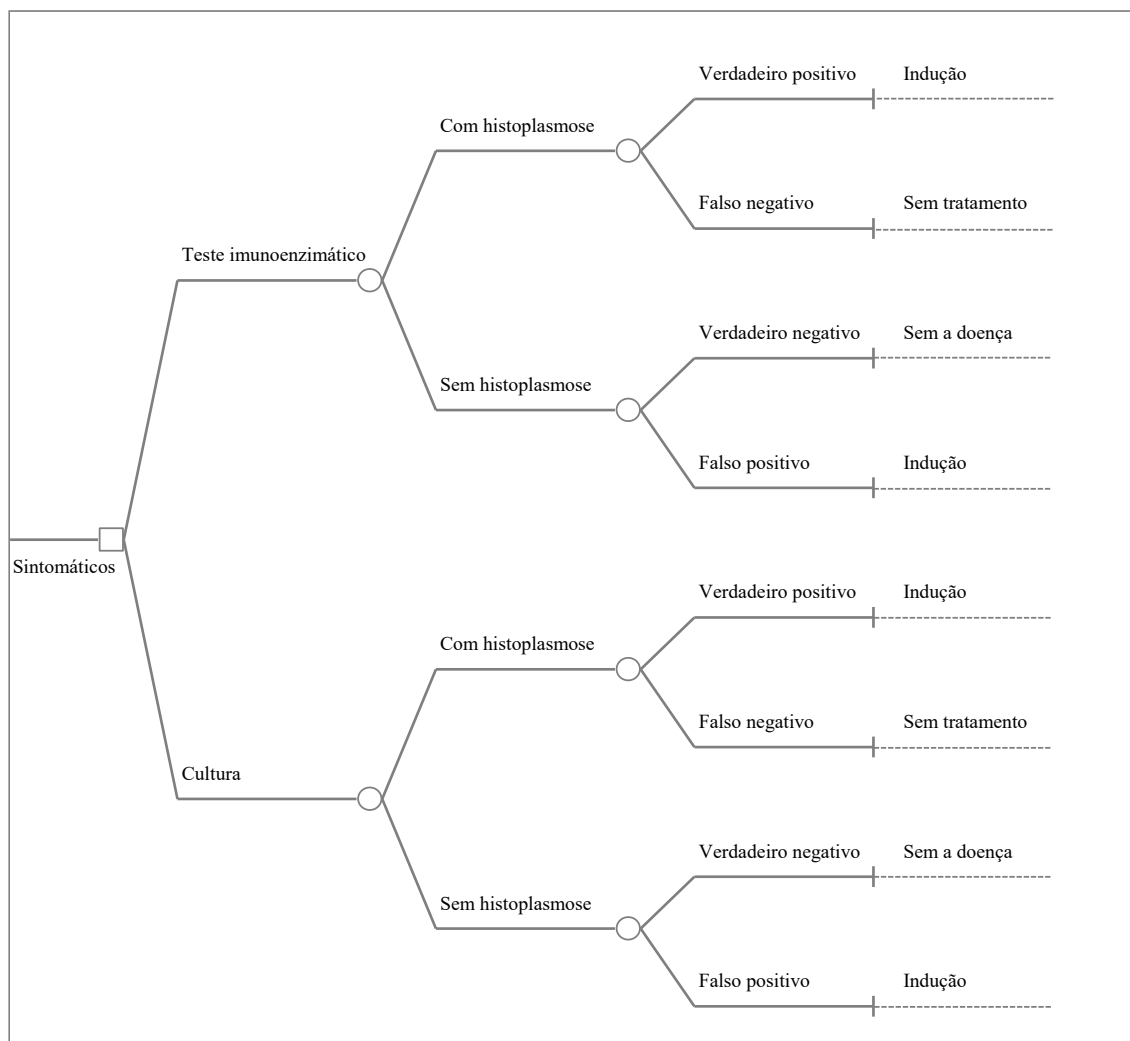 Verdadeiro positivo
Indução
Com histoplasmose
Falso negativo
Sem tratamento
Teste imunoenzimático
Verdadeiro negativo
Sem a doença
Sem histoplasmose
Falso positivo
Indução
Sintomáticos
Verdadeiro positivo
Indução
Com histoplasmose
Falso negativo
Sem tratamento
Cultura
Verdadeiro negativo
Sem a doença
Sem histoplasmose
Falso positivo
Indução